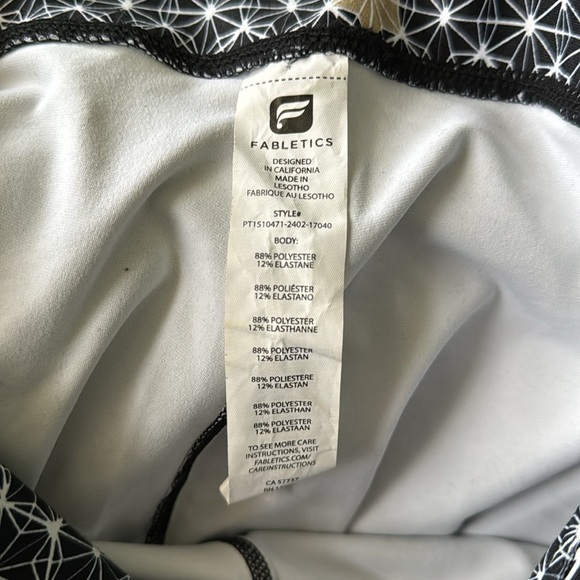 FABLETICS
DESIGNED
IN CALIFORNIA
MADE IN
LESOTHO
FABRIQUE AU LESOTHO
STYLE#
PT1510471-2402-17040
BODY:
88% POLYESTER
12% ELASTANE
88% POLIÉSTER
12% ELASTANO
88% POLYESTER
12% ELASTHANNE
88% POLYESTER
12% ELASTAN
88% POLIESTERE
12% ELASTAN
88% POLYESTER
12% ELASTHAN
88% POLYESTER
12% ELASTAAN
TO SEE MORE CARE
INSTRUCTIONS, VISIT
FABLETICS.COM/
CAREINSTRUCTIONS
CA